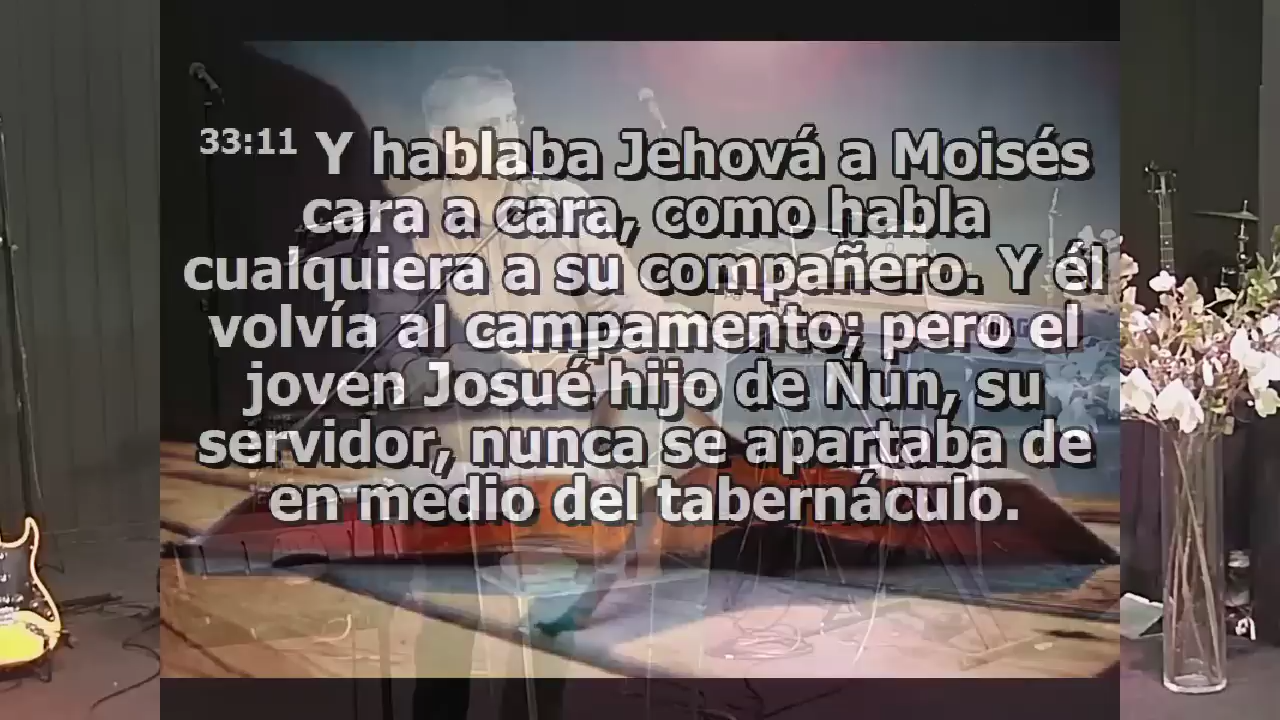 33:11 Y hablaba Jehová a Moisés
cara a cara, como habla
cualquiera a su compañero. Y él
volvía al campamento; pero el
joven Josué hijo de Nun, su
servidor, nunca se apartaba de
en medio del tabernáculo.